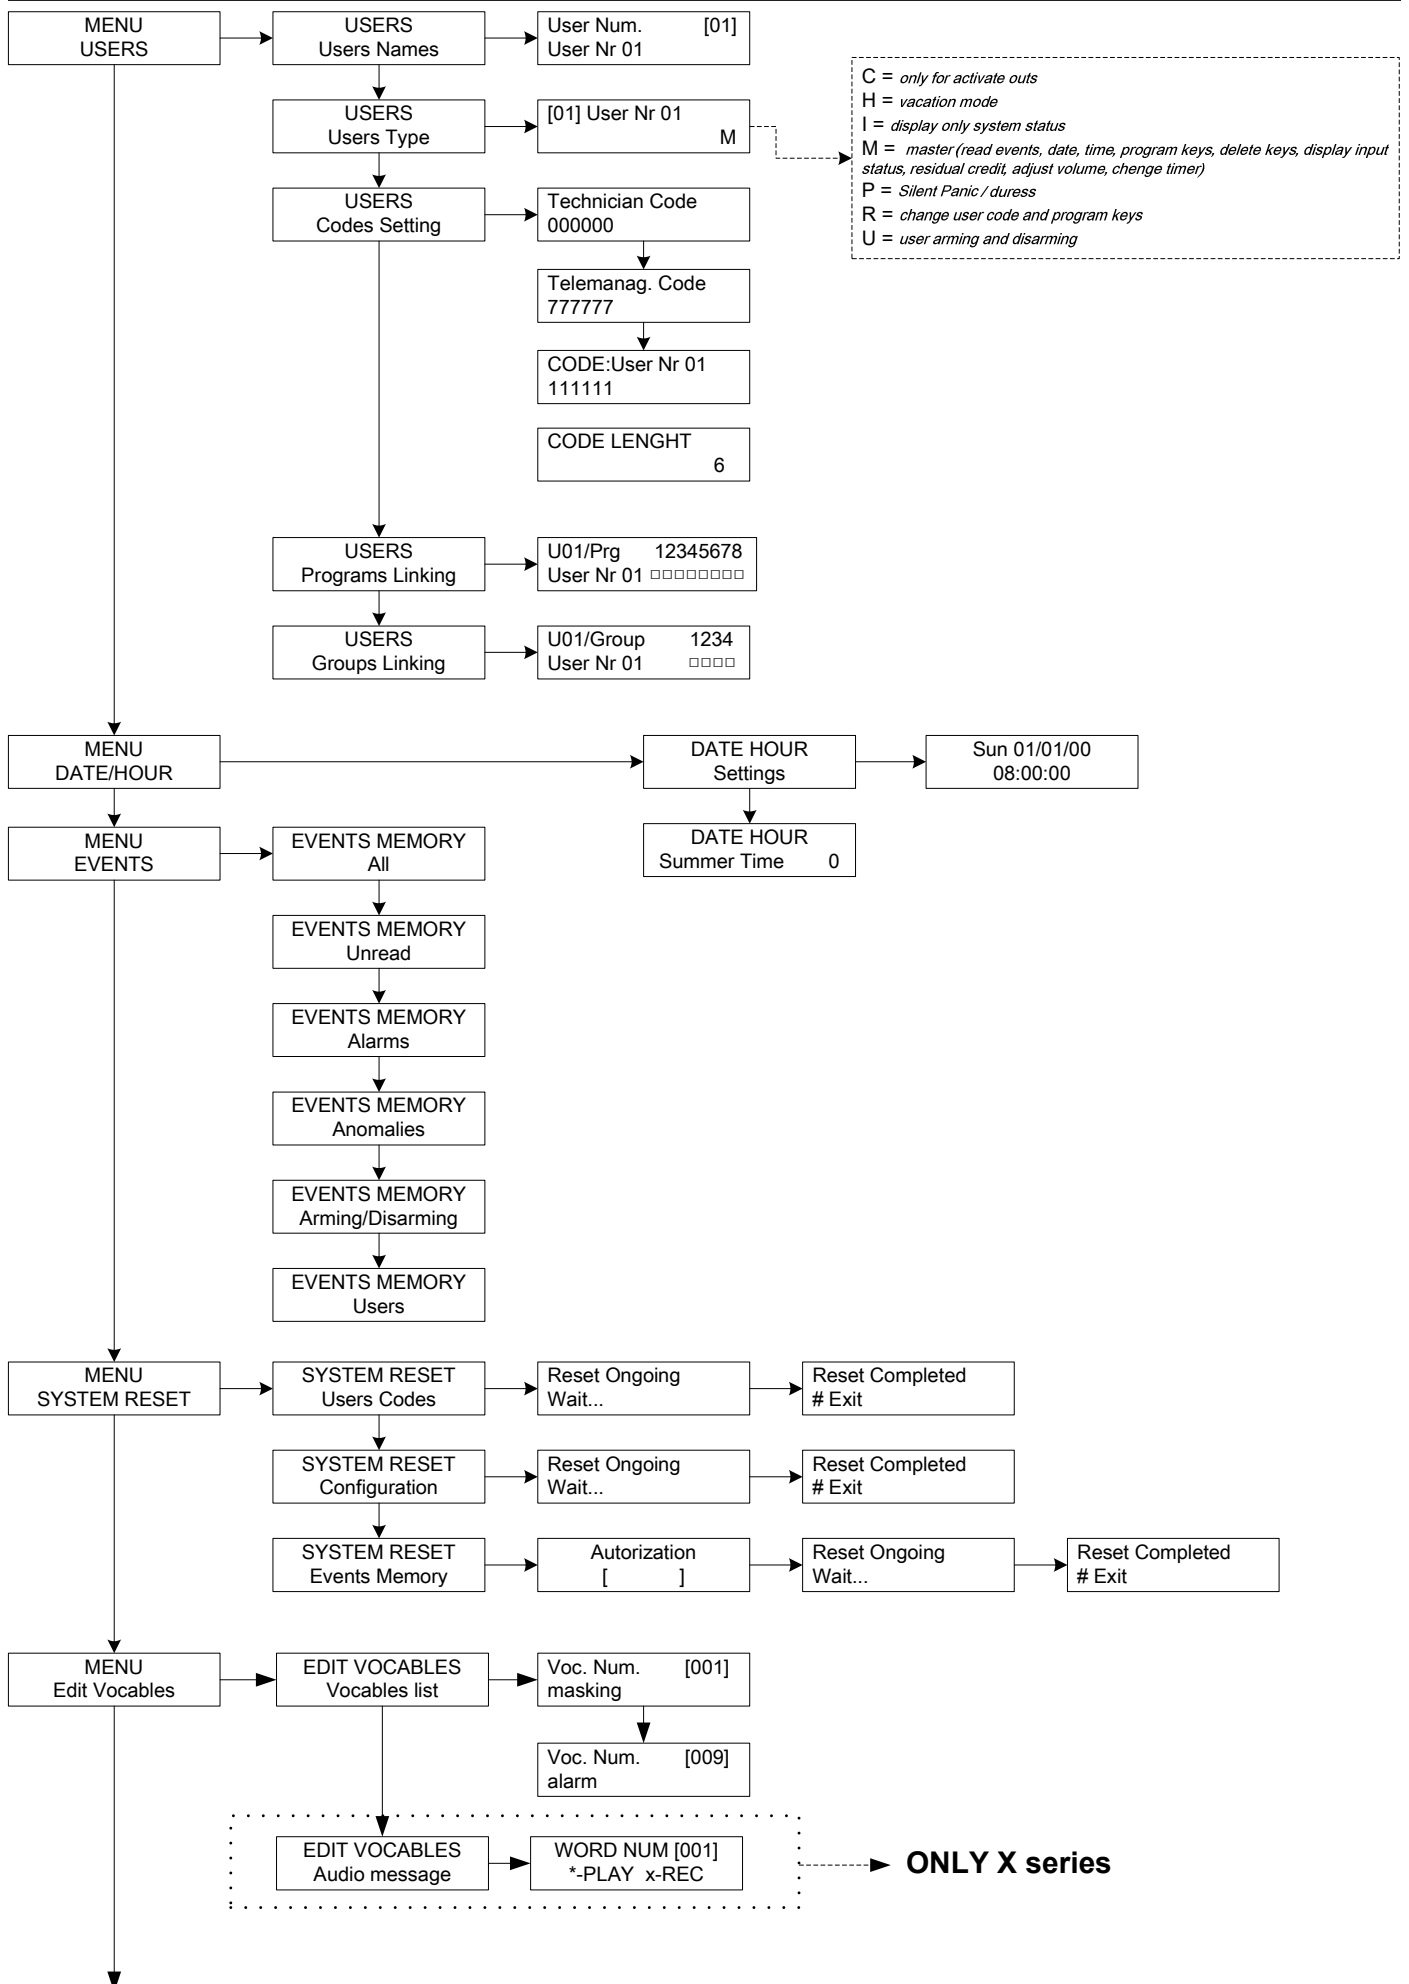 MENU
USERS
USERS
Users Names
User Num. [01]
User Nr 01
USERS
Users Type
[01] User Nr 01
M
C = only for activate outs
H = vacation mode
I = display only system status
M = master (read events, date, time, program keys, delete keys, display input
status, residual credit, adjust volume, chenge timer)
P = Silent Panic / duress
R = change user code and program keys
U = user arming and disarming
USERS
Codes Setting
Technician Code
000000
Telemanag. Code
777777
CODE:User Nr 01
111111
CODE LENGHT
6
USERS
Programs Linking
U01/Prg 12345678
User Nr 01 □□□□□□□□
USERS
Groups Linking
U01/Group 1234
User Nr 01 □□□□
MENU
DATE/HOUR
DATE HOUR
Settings
Sun 01/01/00
08:00:00
DATE HOUR
Summer Time 0
MENU
EVENTS
EVENTS MEMORY
All
EVENTS MEMORY
Unread
EVENTS MEMORY
Alarms
EVENTS MEMORY
Anomalies
EVENTS MEMORY
Arming/Disarming
EVENTS MEMORY
Users
MENU
SYSTEM RESET
SYSTEM RESET
Users Codes
Reset Ongoing
Wait...
Reset Completed
# Exit
SYSTEM RESET
Configuration
Reset Ongoing
Wait...
Reset Completed
# Exit
SYSTEM RESET
Events Memory
Autorization
[ ]
Reset Ongoing
Wait...
Reset Completed
# Exit
MENU
Edit Vocables
EDIT VOCABLES
Vocables list
Voc. Num. [001]
masking
Voc. Num. [009]
alarm
EDIT VOCABLES
Audio message
WORD NUM [001]
*-PLAY x-REC
ONLY X series